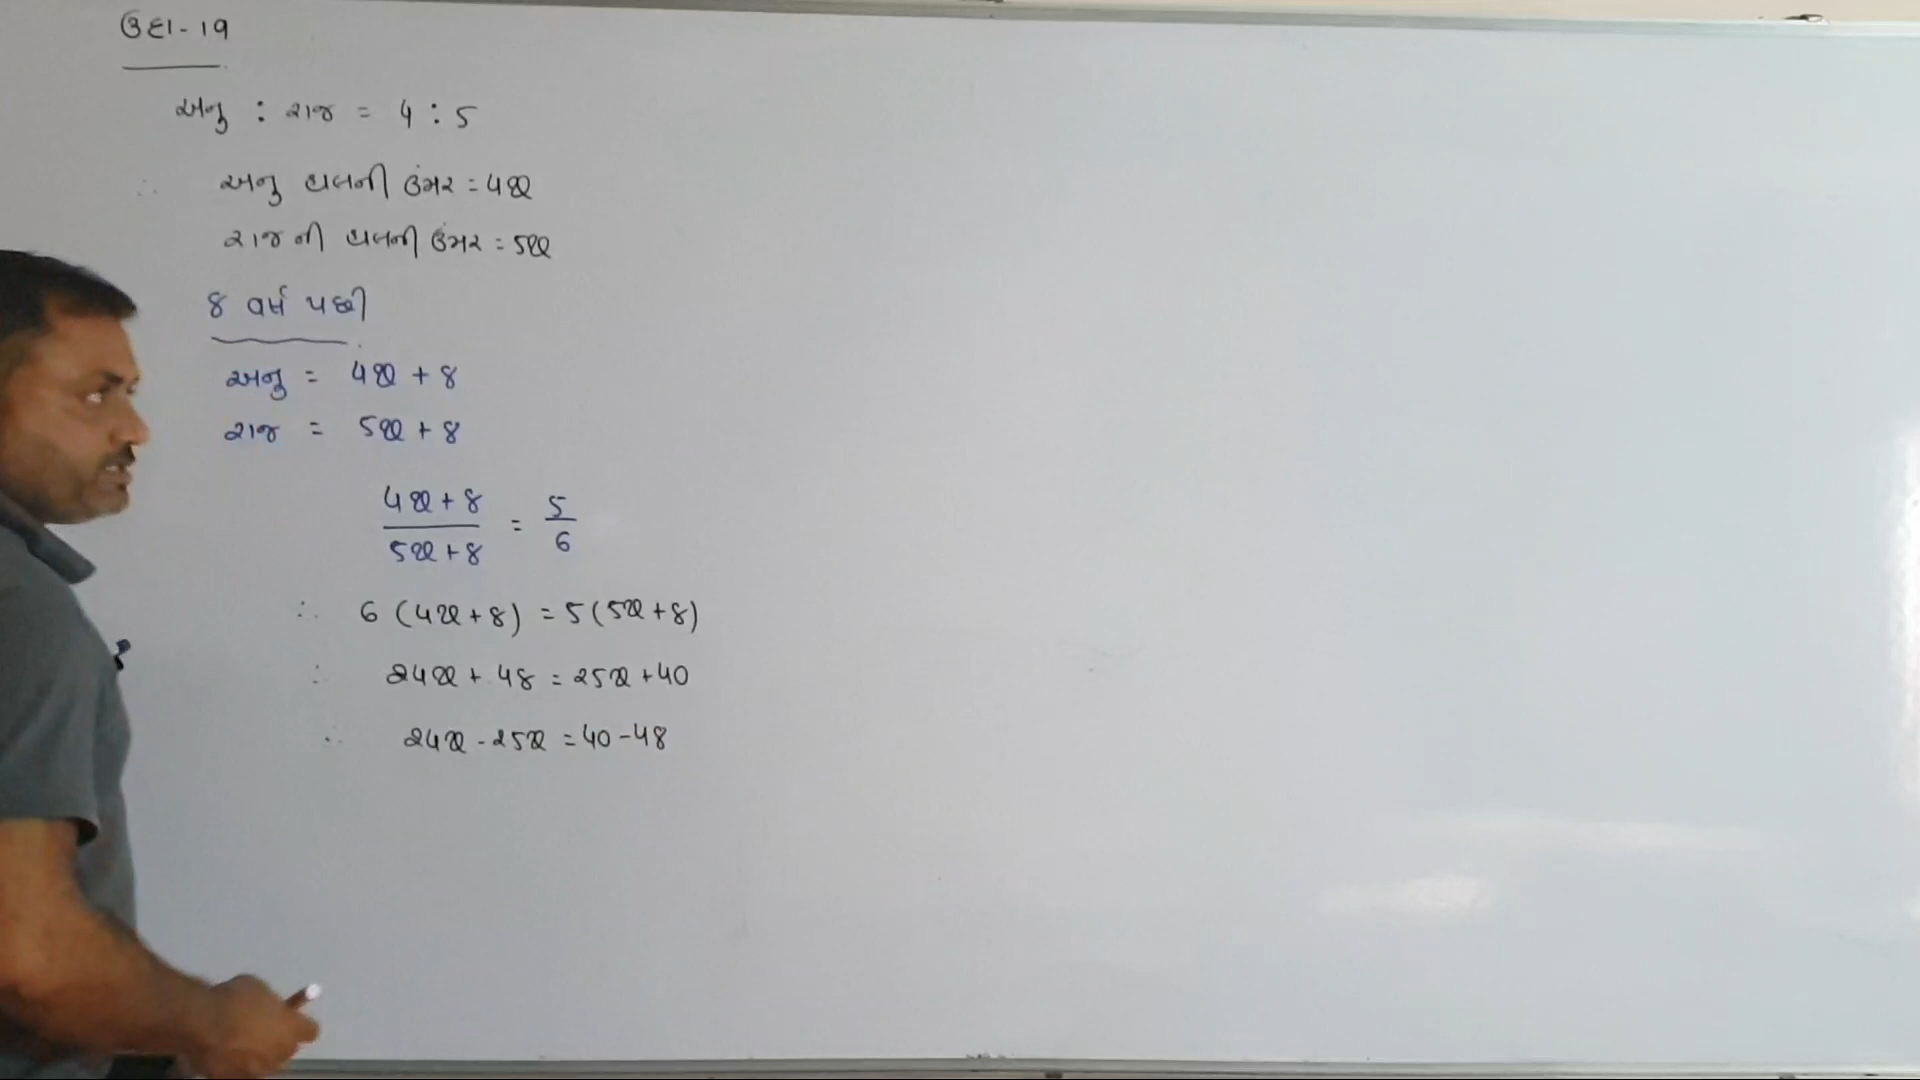 ઉદા-19
અનુ : રાજ = 4 : 5
∴ અનુ હાલની ઉંમર = 4x
રાજ ની હાલની ઉંમર = 5x
8 વર્ષ પછી
અનુ = 4x + 8
રાજ = 5x + 8
4x + 8 / 5x + 8 = 5 / 6
∴ 6 (4x + 8) = 5 (5x + 8)
∴ 24x + 48 = 25x + 40
∴ 24x - 25x = 40 - 48